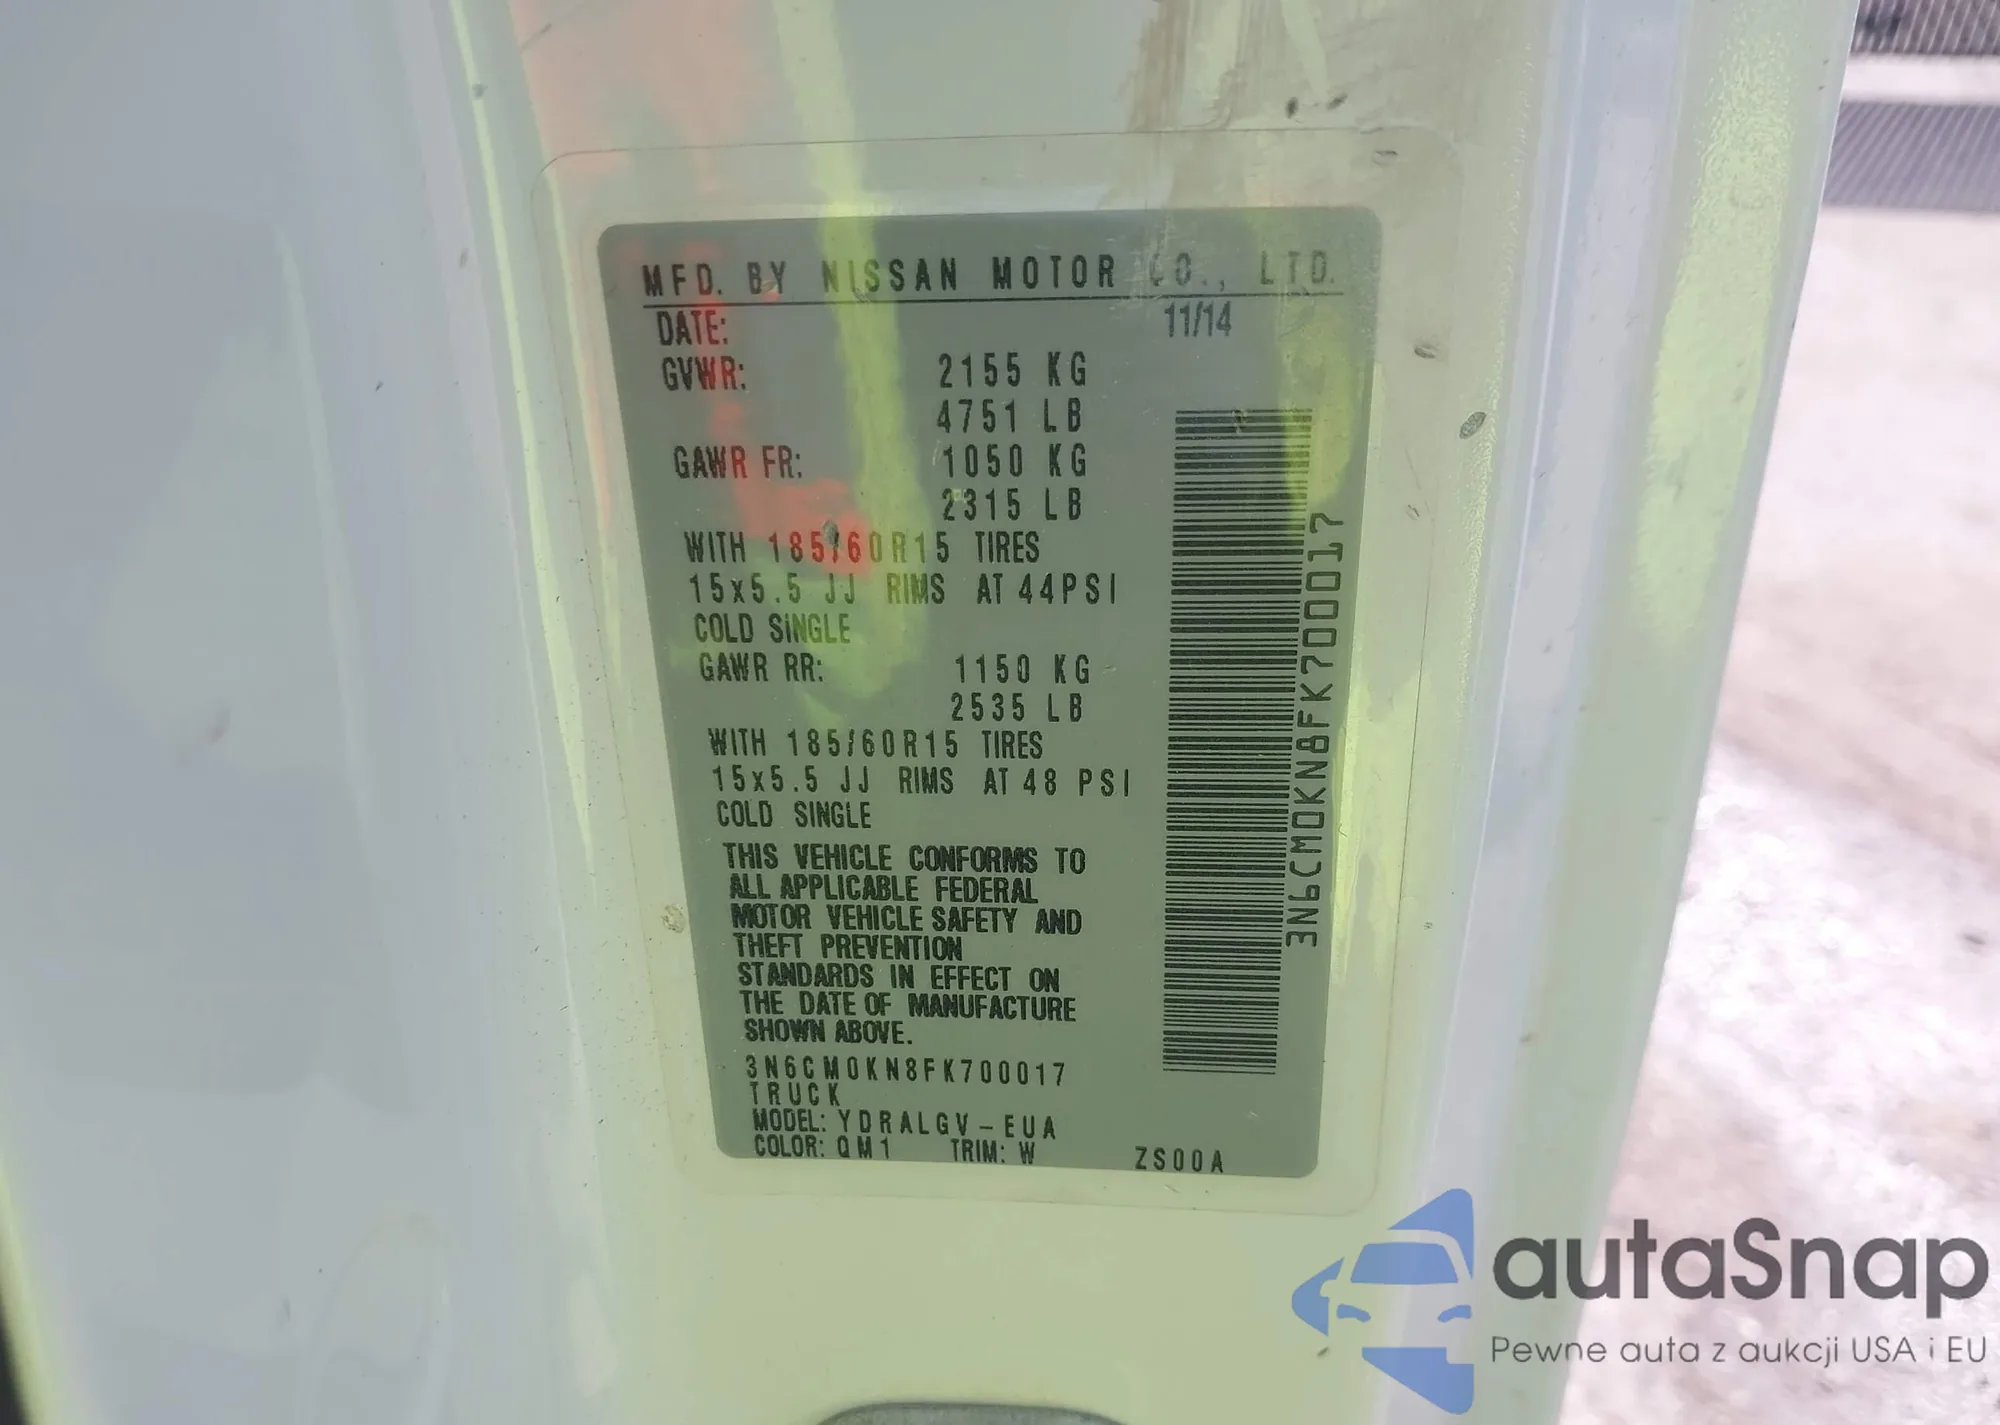 MFD. BY NISSAN MOTOR CO., LTD.
DATE: 11/14
GVWR: 2155 KG
4751 LB
GAWR FR: 1050 KG
2315 LB
WITH 185/60R15 TIRES
15x5.5 JJ RIMS AT 44PSI
COLD SINGLE
GAWR RR: 1150 KG
2535 LB
WITH 185/60R15 TIRES
15x5.5 JJ RIMS AT 48 PSI
COLD SINGLE
THIS VEHICLE CONFORMS TO
ALL APPLICABLE FEDERAL
MOTOR VEHICLE SAFETY AND
THEFT PREVENTION
STANDARDS IN EFFECT ON
THE DATE OF MANUFACTURE
SHOWN ABOVE.
3N6CM0KN8FK700017
TRUCK
MODEL: YDRALGV-EUA
COLOR: QM1 TRIM: W ZS00A
3N6CM0KN8FK700017
autaSnap
Pewne auta z aukcji USA i EU